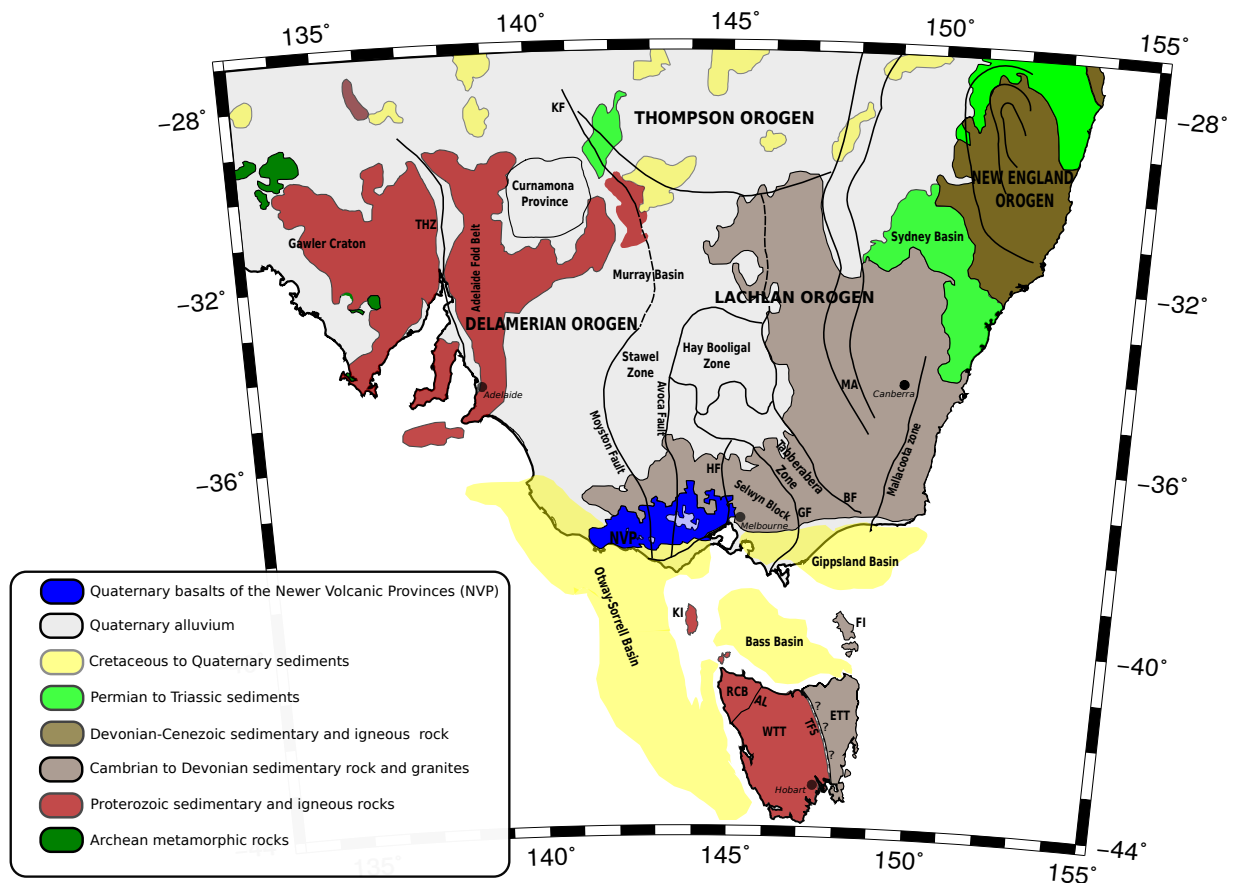 135˚
140˚
145˚
150˚
155˚
−28˚
−28˚
KF
THOMPSON OROGEN
Curnamona
Province
NEW ENGLAND
OROGEN
THZ
Gawler Craton
Adelaide Fold Belt
Sydney Basin
Murray Basin
−32˚
−32˚
LACHLAN OROGEN
DELAMERIAN OROGEN
Stawel
Zone
Hay Booligal
Zone
Adelaide
Avoca Fault
MA
Canberra
Moyston Fault
Tabberabera
Zone
Mallacoota zone
−36˚
−36˚
HF
Selwyn Block
BF
GF
Melbourne
NVP
Gippsland Basin
Otway-Sorrell Basin
KI
FI
Bass Basin
−40˚
RCB
AL
WTT
TFS
ETT
?
?
?
Hobart
Quaternary basalts of the Newer Volcanic Provinces (NVP)
Quaternary alluvium
Cretaceous to Quaternary sediments
Permian to Triassic sediments
Devonian-Cenezoic sedimentary and igneous  rock
Cambrian to Devonian sedimentary rock and granites
Proterozoic sedimentary and igneous rocks
Archean metamorphic rocks
−44˚
−44˚
135˚
140˚
145˚
150˚
155˚